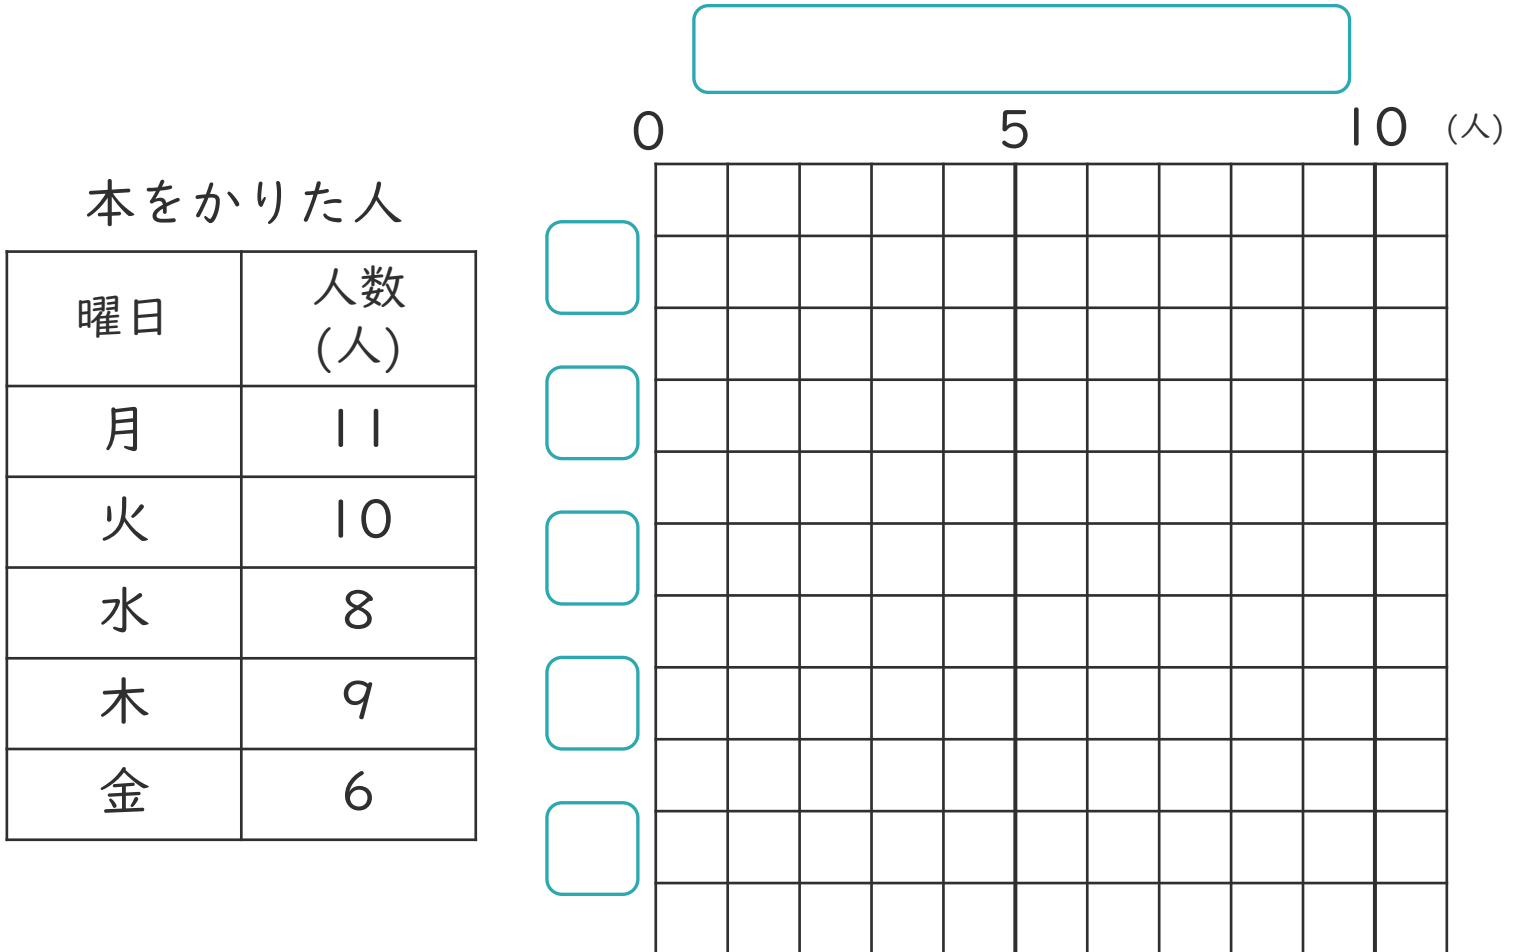 本をかりた人
曜日 人数
(人)
月 11
火 10
水 8
木 9
金 6
0 5 10 (人)